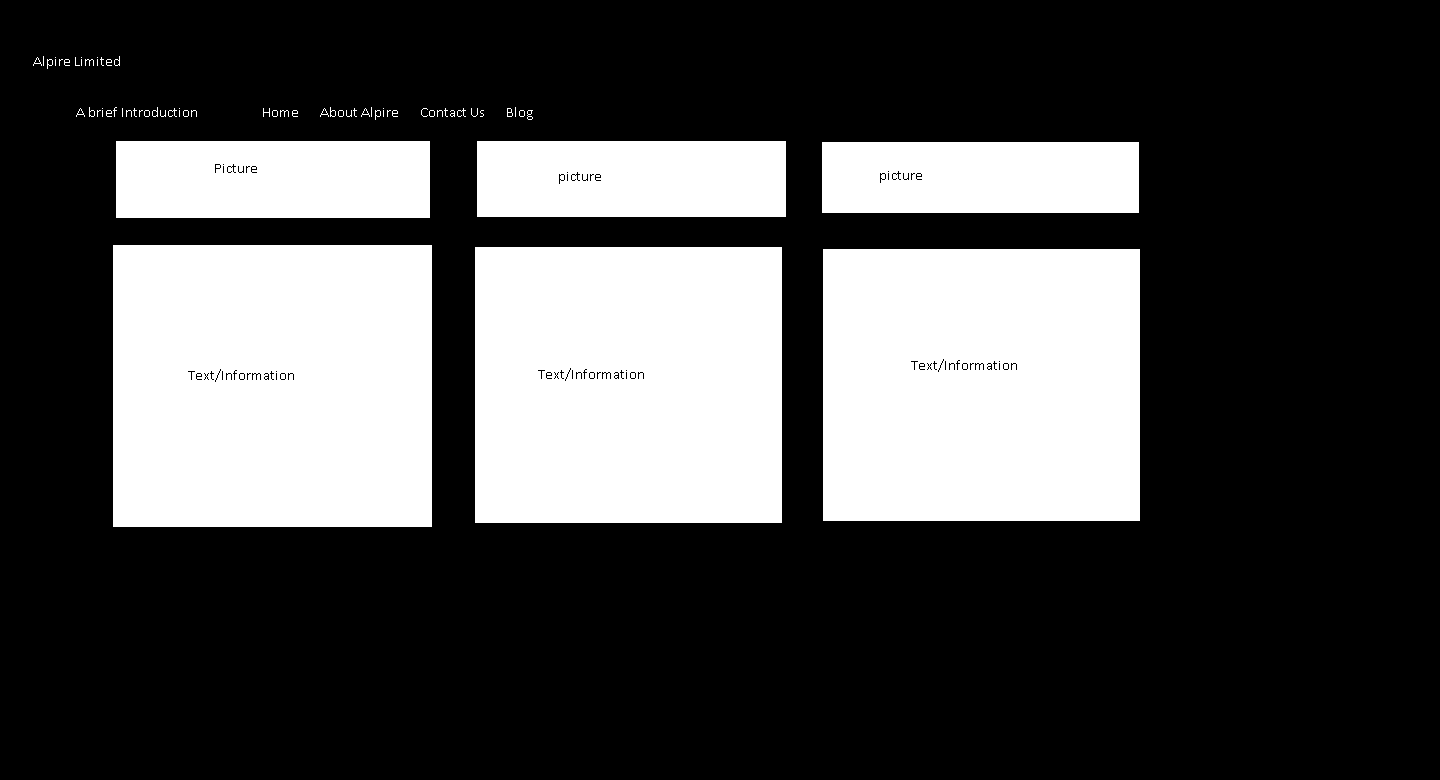 Alpire Limited
A brief Introduction Home About Alpire Contact Us Blog
Picture picture picture
Text/Information Text/Information Text/Information